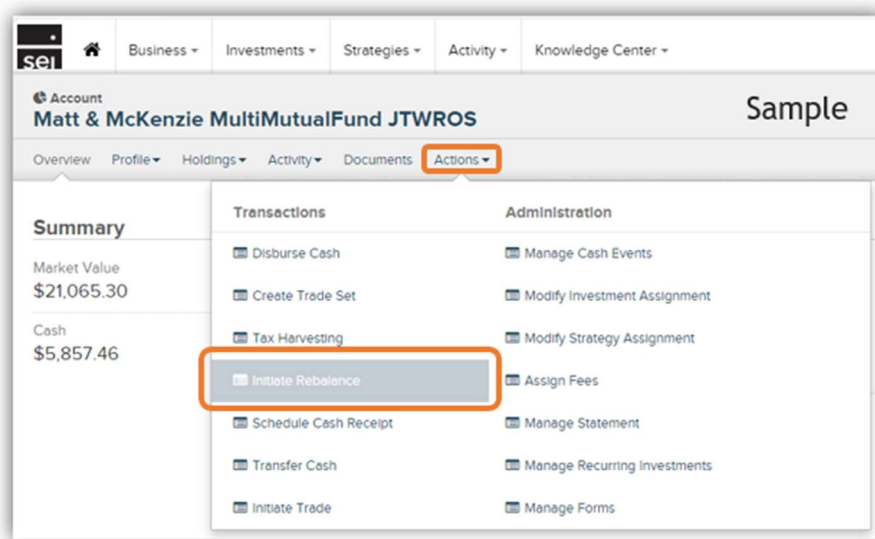 sei Business Investments Strategies Activity Knowledge Center
Account
Matt & McKenzie MultiMutualFund JTWROS
Sample
Overview Profile Holdings Activity Documents Actions
Summary
Market Value
$21,065.30
Cash
$5,857.46
Transactions
Disburse Cash
Create Trade Set
Tax Harvesting
Initiate Rebalance
Schedule Cash Receipt
Transfer Cash
Initiate Trade
Administration
Manage Cash Events
Modify Investment Assignment
Modify Strategy Assignment
Assign Fees
Manage Statement
Manage Recurring Investments
Manage Forms